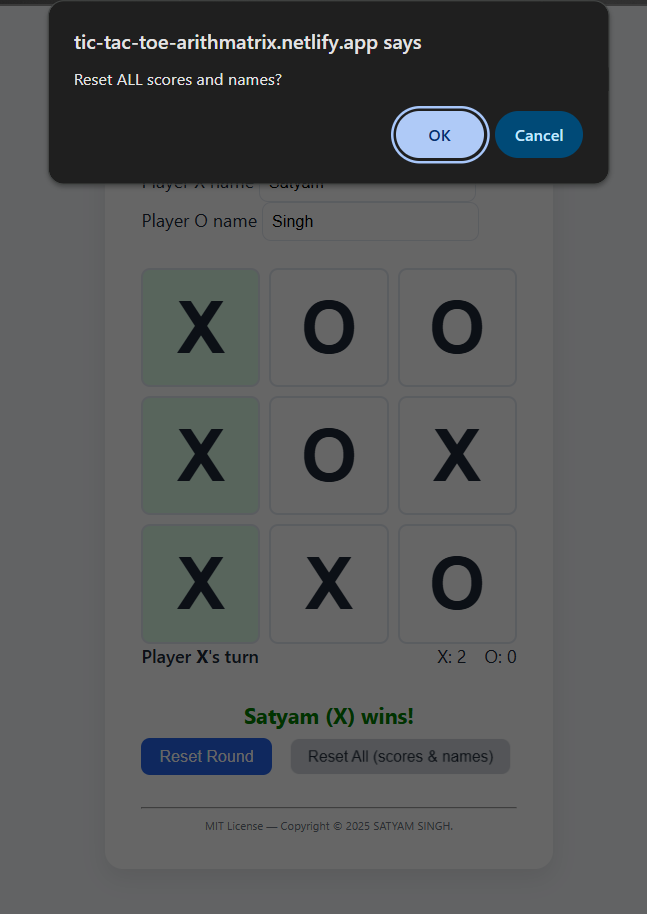 tic-tac-toe-arithmatrix.netlify.app says
Reset ALL scores and names?
OK Cancel
Player X name Satyam
Player O name Singh
X O O
X O X
X X O
Player X's turn X: 2 O: 0
Satyam (X) wins!
Reset Round Reset All (scores & names)
MIT License — Copyright © 2025 SATYAM SINGH.